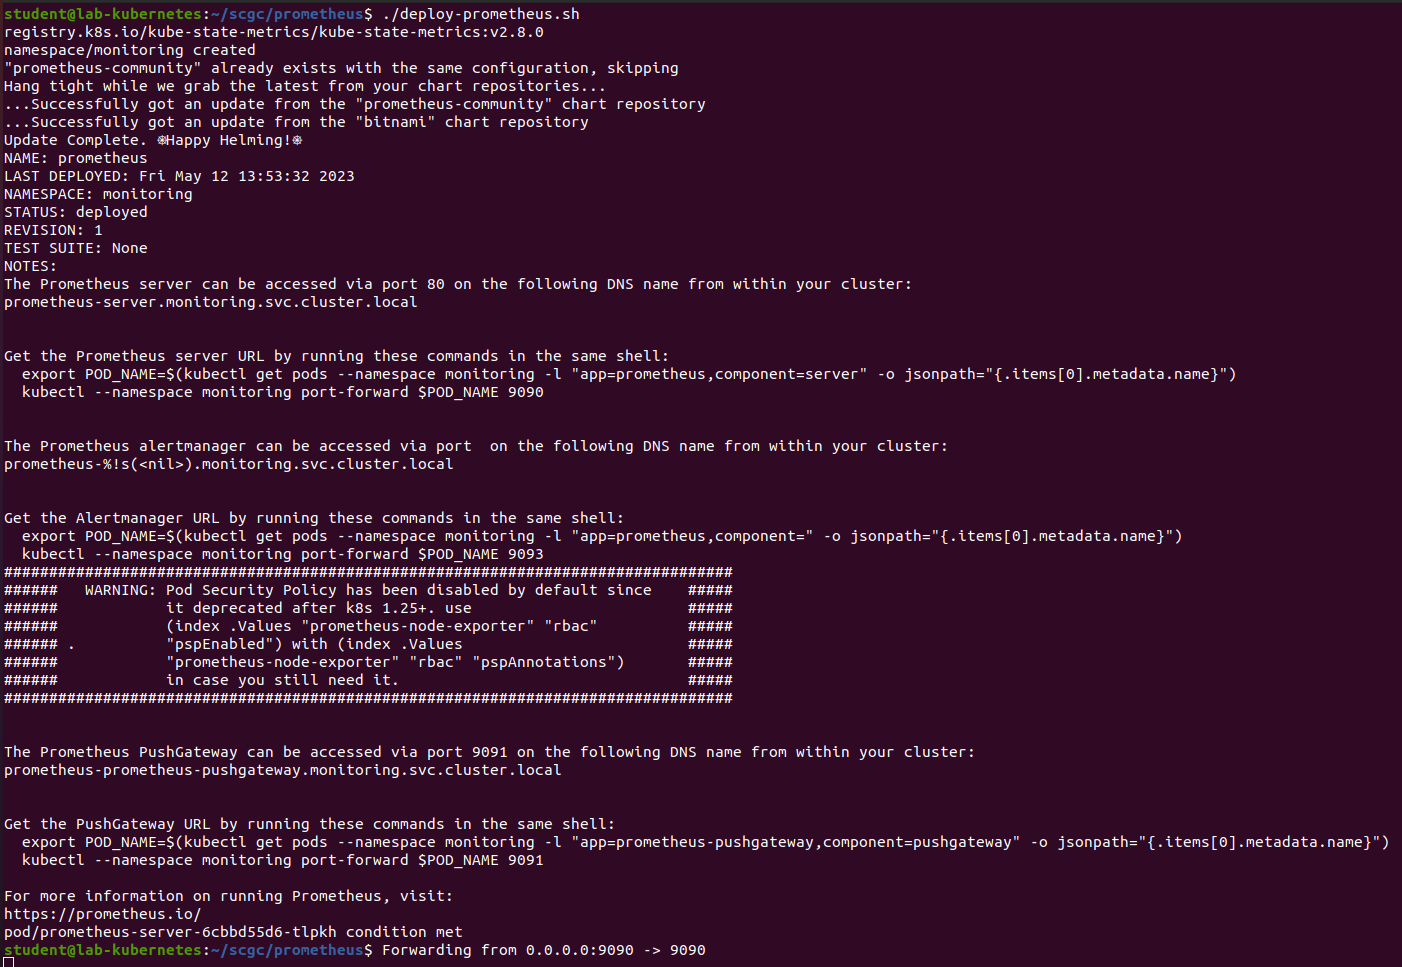 student@lab-kubernetes:~/scgc/prometheus$ ./deploy-prometheus.sh
registry.k8s.io/kube-state-metrics/kube-state-metrics:v2.8.0
namespace/monitoring created
"prometheus-community" already exists with the same configuration, skipping
Hang tight while we grab the latest from your chart repositories...
...Successfully got an update from the "prometheus-community" chart repository
...Successfully got an update from the "bitnami" chart repository
Update Complete. ⎈Happy Helming!⎈
NAME: prometheus
LAST DEPLOYED: Fri May 12 13:53:32 2023
NAMESPACE: monitoring
STATUS: deployed
REVISION: 1
TEST SUITE: None
NOTES:
The Prometheus server can be accessed via port 80 on the following DNS name from within your cluster:
prometheus-server.monitoring.svc.cluster.local
Get the Prometheus server URL by running these commands in the same shell:
  export POD_NAME=$(kubectl get pods --namespace monitoring -l "app=prometheus,component=server" -o jsonpath="{.items[0].metadata.name}")
  kubectl --namespace monitoring port-forward $POD_NAME 9090
The Prometheus alertmanager can be accessed via port  on the following DNS name from within your cluster:
prometheus-%!s(<nil>).monitoring.svc.cluster.local
Get the Alertmanager URL by running these commands in the same shell:
  export POD_NAME=$(kubectl get pods --namespace monitoring -l "app=prometheus,component=" -o jsonpath="{.items[0].metadata.name}")
  kubectl --namespace monitoring port-forward $POD_NAME 9093
#################################################################################
######   WARNING: Pod Security Policy has been disabled by default since    #####
######            it deprecated after k8s 1.25+. use                        #####
######            (index .Values "prometheus-node-exporter" "rbac"          #####
###### .          "pspEnabled") with (index .Values                         #####
######            "prometheus-node-exporter" "rbac" "pspAnnotations")       #####
######            in case you still need it.                                #####
#################################################################################
The Prometheus PushGateway can be accessed via port 9091 on the following DNS name from within your cluster:
prometheus-prometheus-pushgateway.monitoring.svc.cluster.local
Get the PushGateway URL by running these commands in the same shell:
  export POD_NAME=$(kubectl get pods --namespace monitoring -l "app=prometheus-pushgateway,component=pushgateway" -o jsonpath="{.items[0].metadata.name}")
  kubectl --namespace monitoring port-forward $POD_NAME 9091
For more information on running Prometheus, visit:
https://prometheus.io/
pod/prometheus-server-6cbbd55d6-tlpkh condition met
student@lab-kubernetes:~/scgc/prometheus$ Forwarding from 0.0.0.0:9090 -> 9090